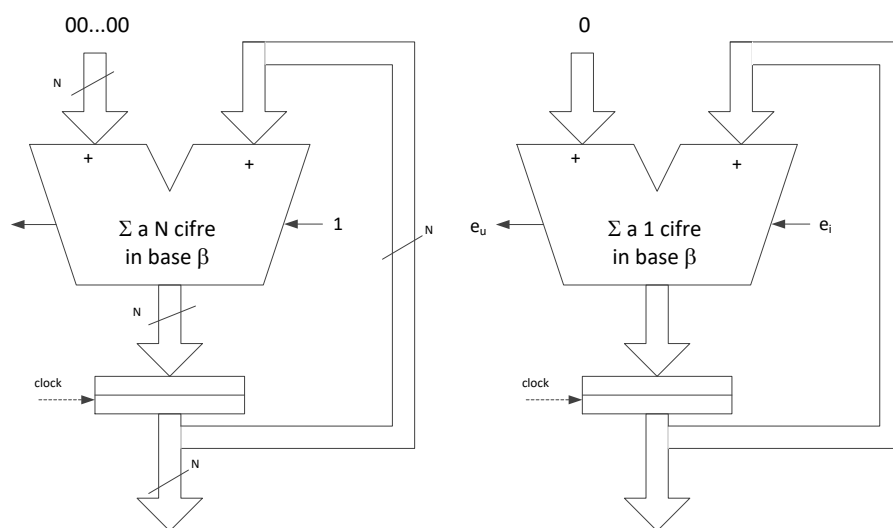 00...00
N
+
+
Σ a N cifre
in base β
1
N
N
clock
N
0
+
+
e_u
Σ a 1 cifre
in base β
e_i
clock